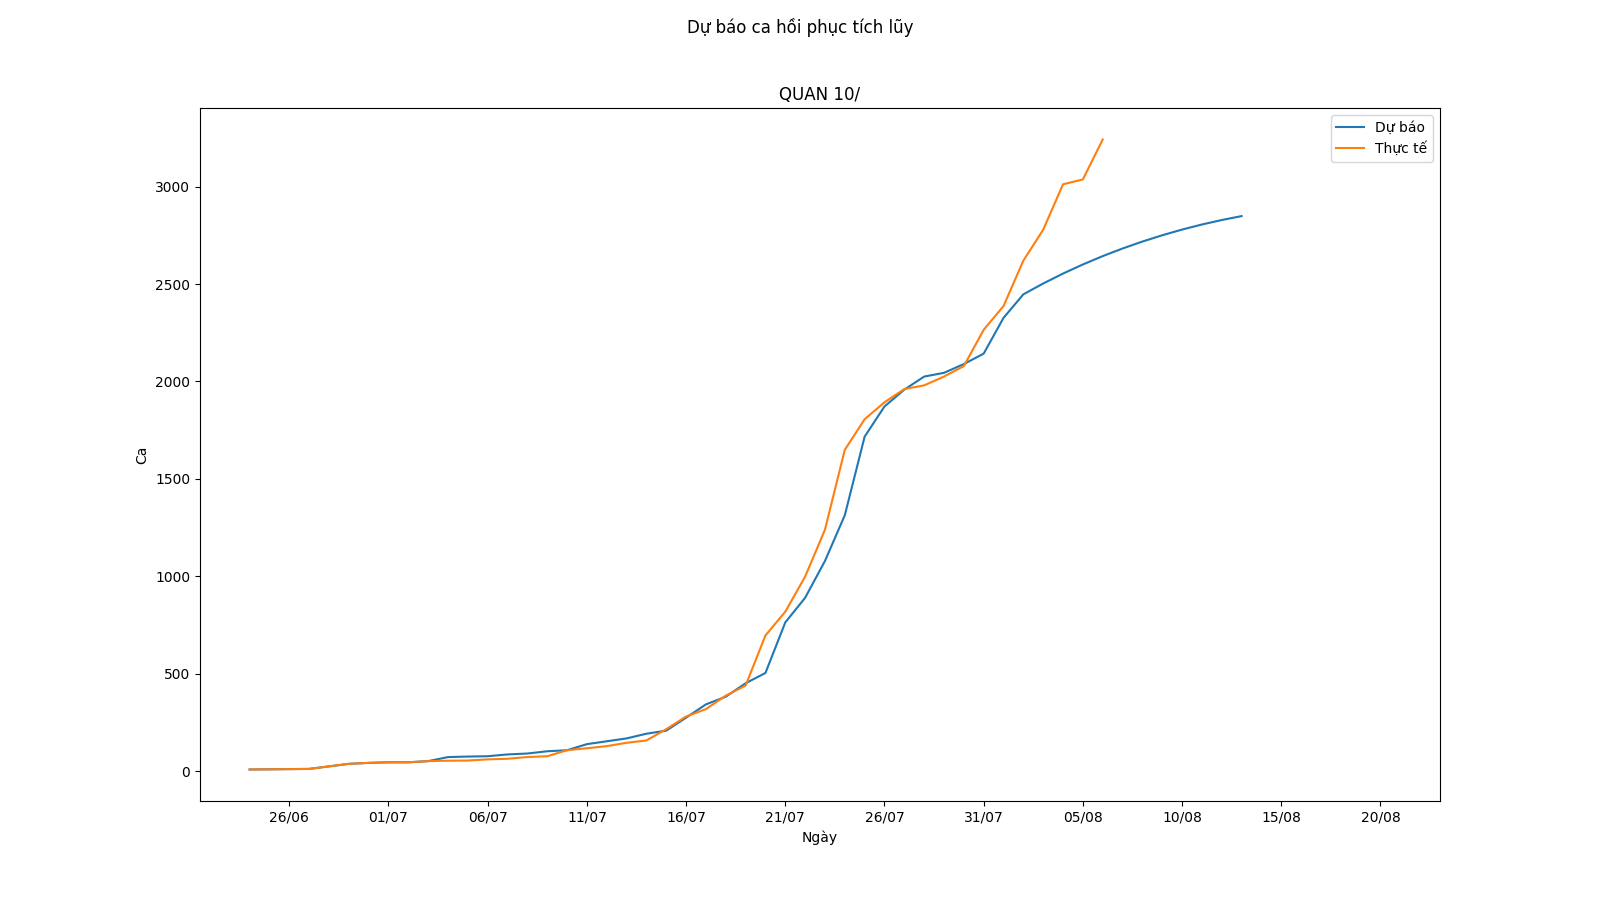 Dự báo ca hồi phục tích lũy
QUAN 10/
Dự báo
Thực tế
3000
2500
2000
1500
1000
500
0
Ca
26/06 01/07 06/07 11/07 16/07 21/07 26/07 31/07 05/08 10/08 15/08 20/08
Ngày